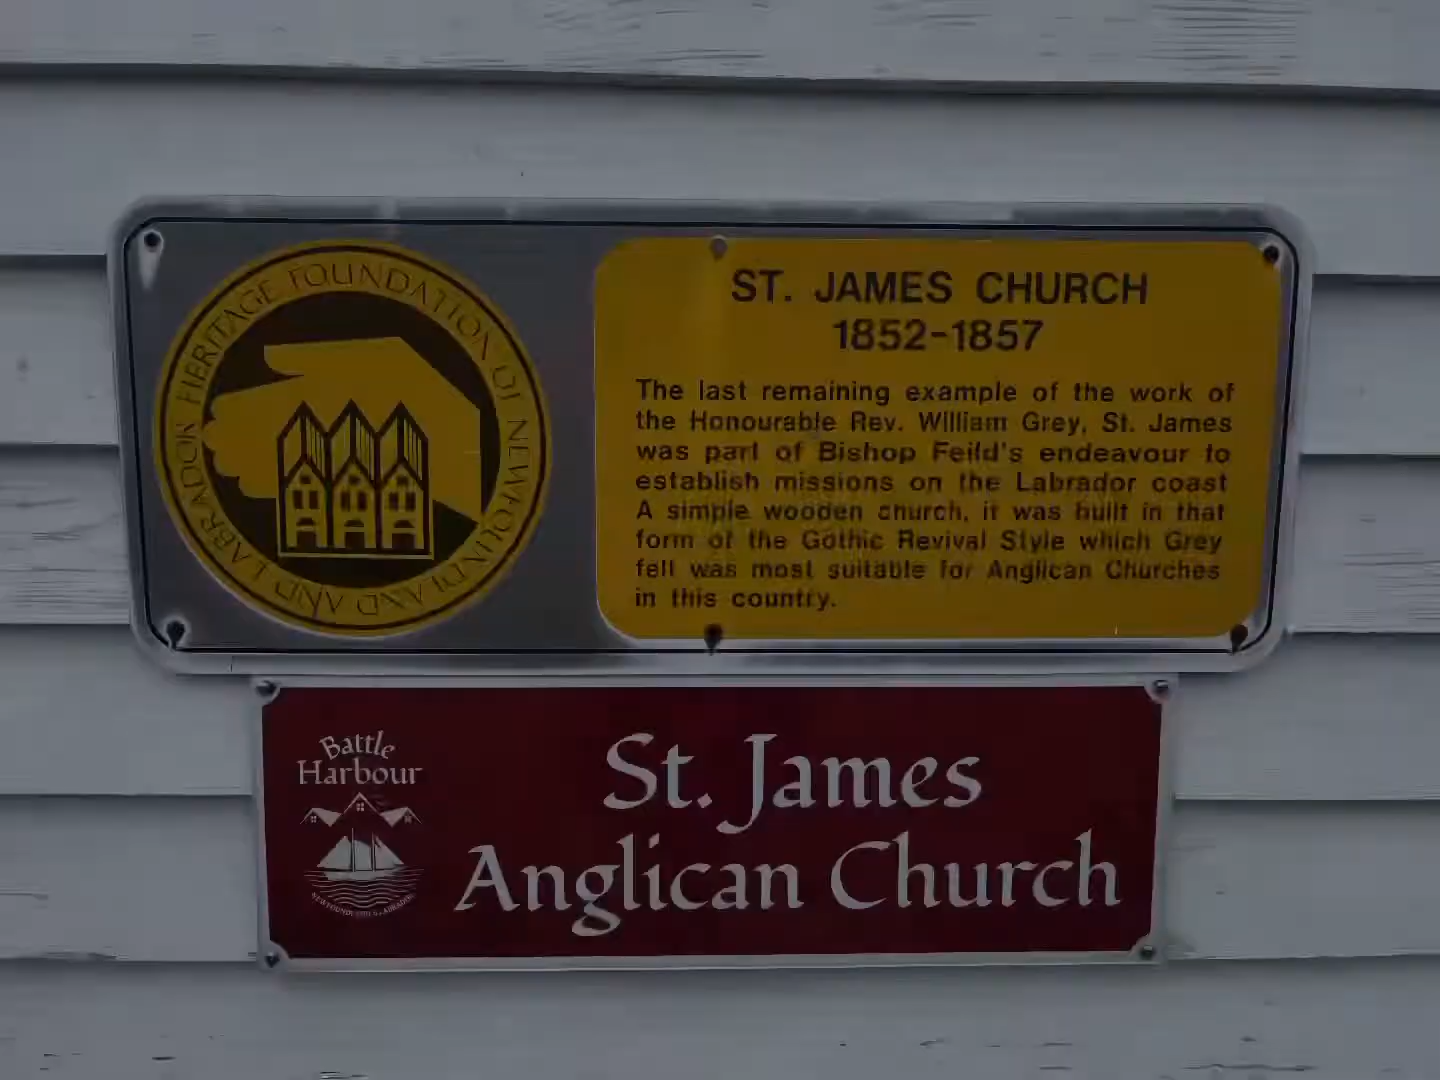 HERITAGE FOUNDATION OF NEWFOUNDLAND AND LABRADOR
ST. JAMES CHURCH
1852-1857
The last remaining example of the work of
the Honourable Rev. William Grey, St. James
was part of Bishop Feild's endeavour to
establish missions on the Labrador coast
A simple wooden church, it was built in that
form of the Gothic Revival Style which Grey
felt was most suitable for Anglican Churches
in this country.
Battle
Harbour
NEWFOUNDLAND & LABRADOR
St. James
Anglican Church